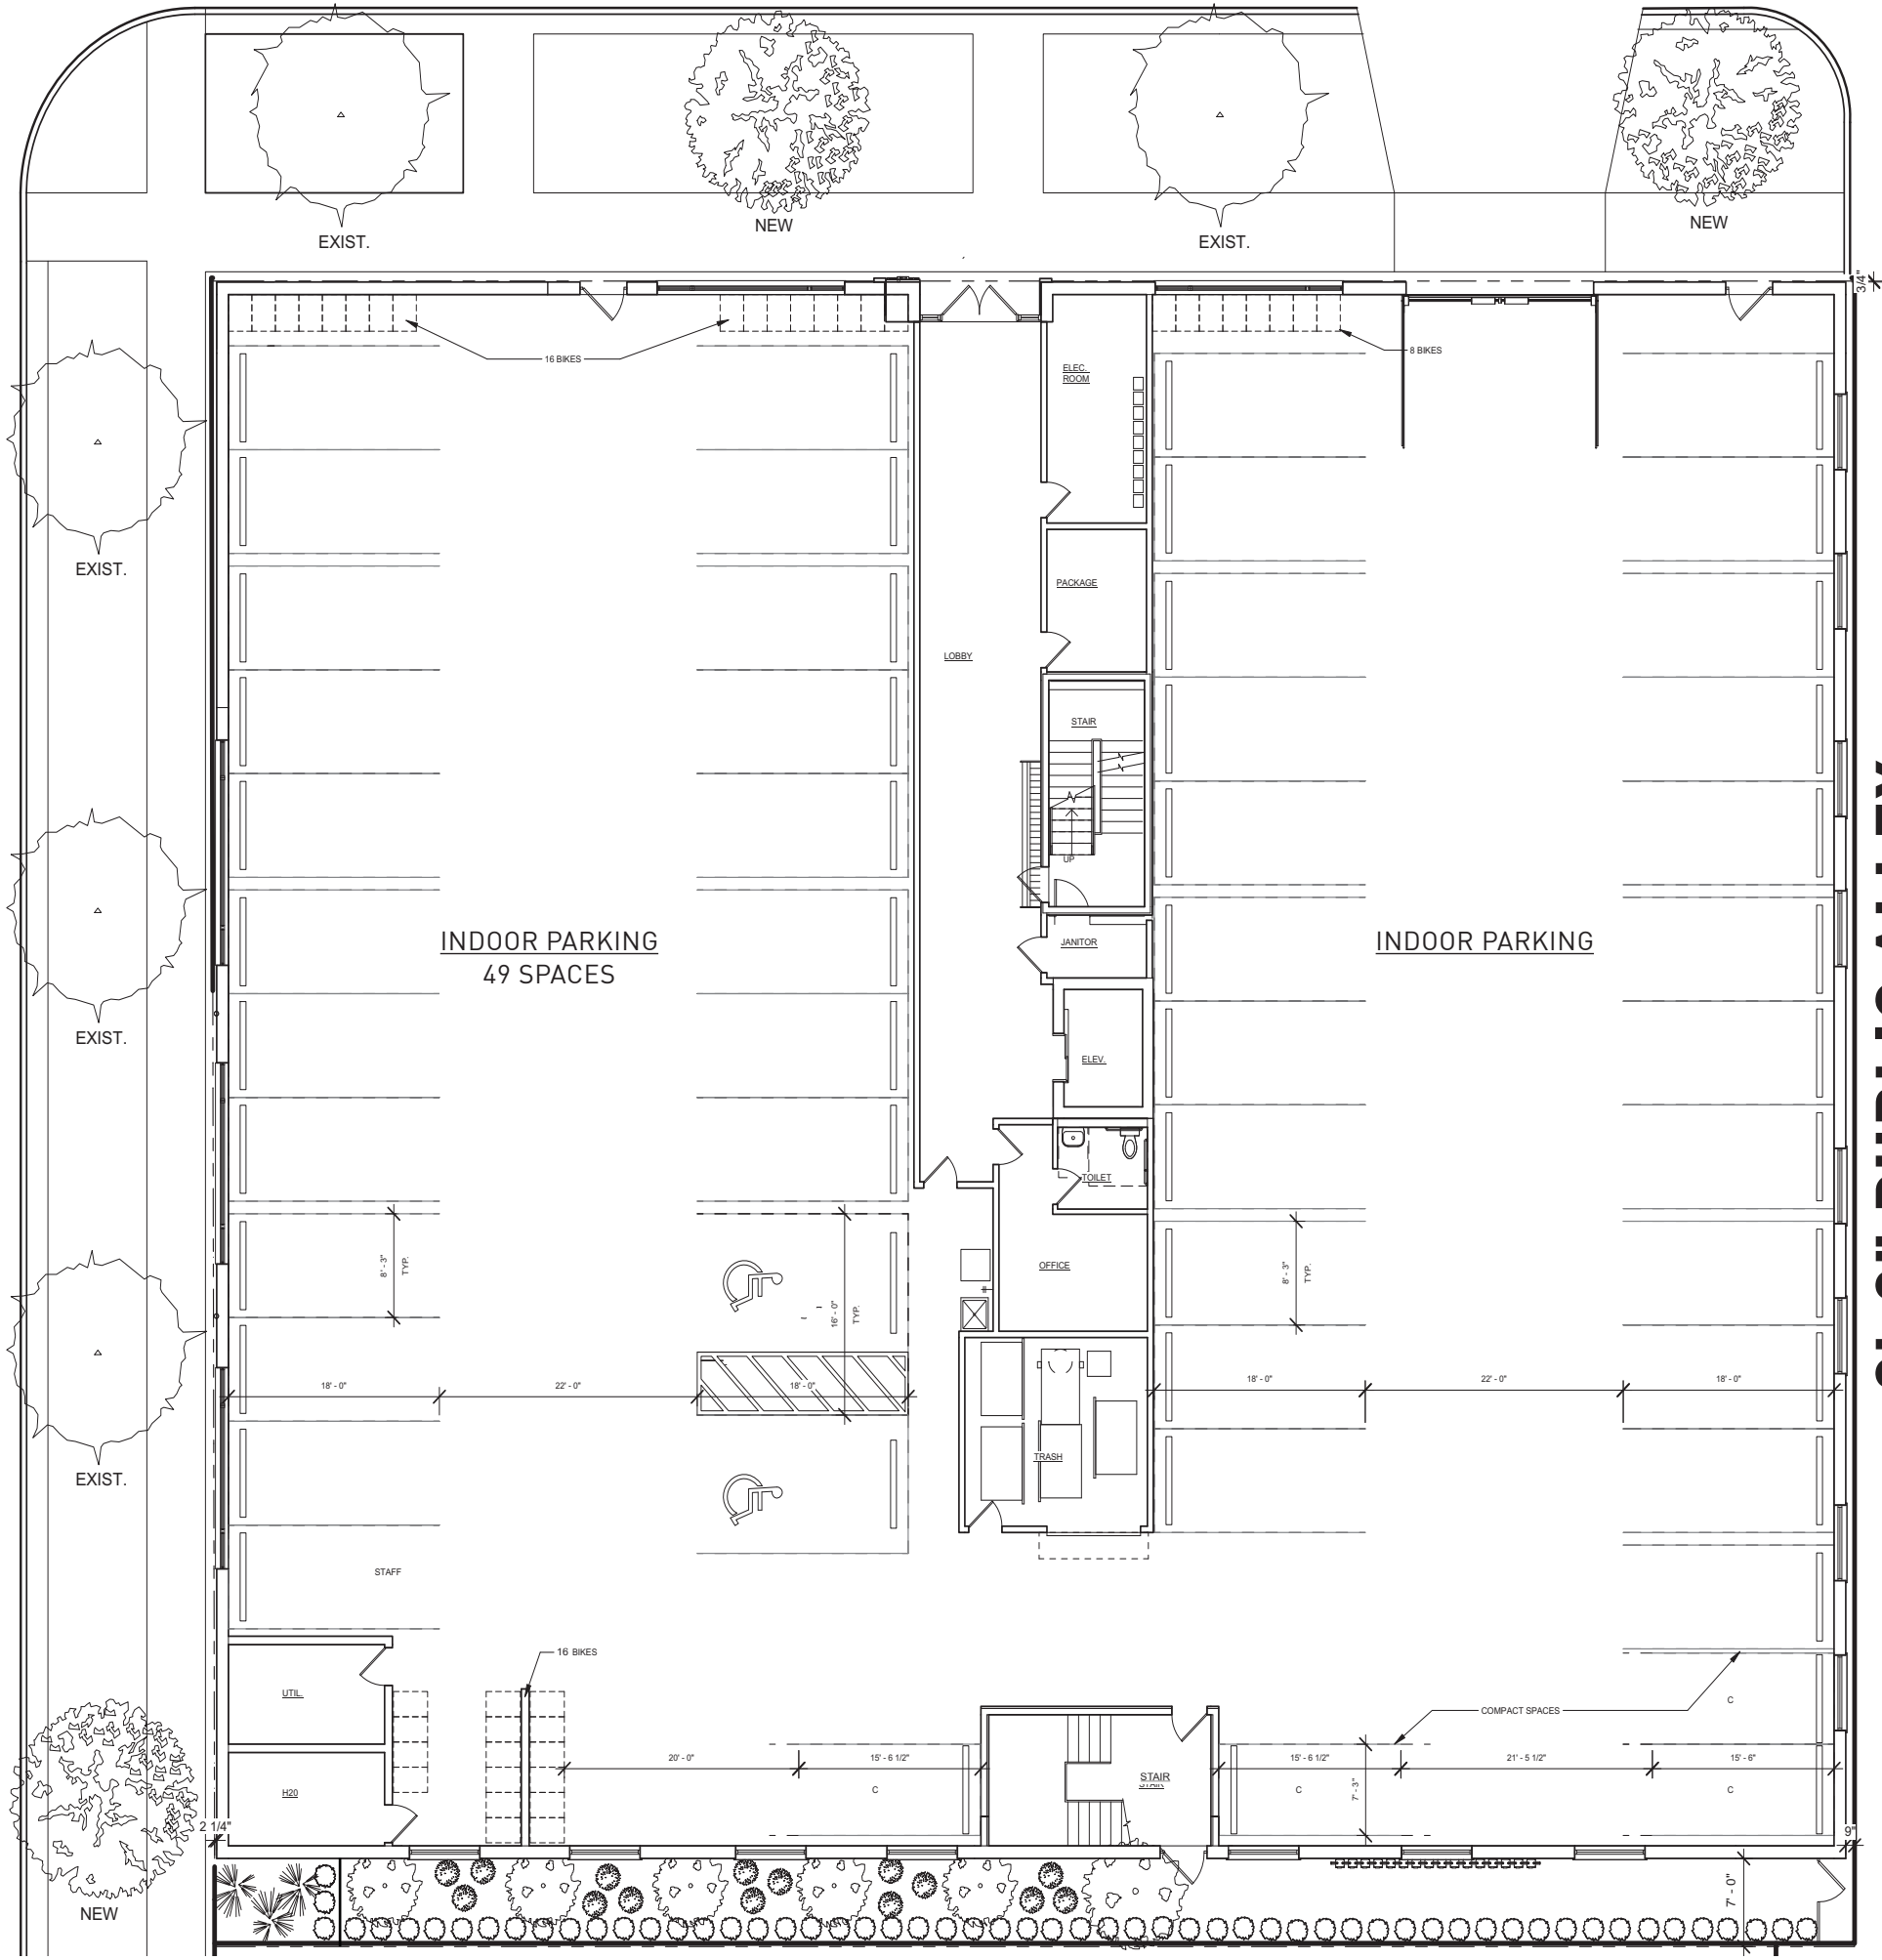 NEW
NEW
EXIST.
EXIST.
3/4"
16 BIKES
8 BIKES
ELEC.
ROOM
EXIST.
PACKAGE
LOBBY
STAIR
UP
INDOOR PARKING
49 SPACES
JANITOR
INDOOR PARKING
EXIST.
ELEV.
TOILET
8' - 3"
TYP.
OFFICE
8' - 3"
TYP.
16' - 0"
TYP.
18' - 0"
22' - 0"
18' - 0"
18' - 0"
22' - 0"
18' - 0"
TRASH
EXIST.
STAFF
16 BIKES
UTIL.
C
COMPACT SPACES
20' - 0"
15' - 6 1/2"
15' - 6 1/2"
21' - 5 1/2"
15' - 6"
STAIR
STAIR
H20
C
C
7' - 3"
C
2 1/4"
9"
7' - 0"
NEW